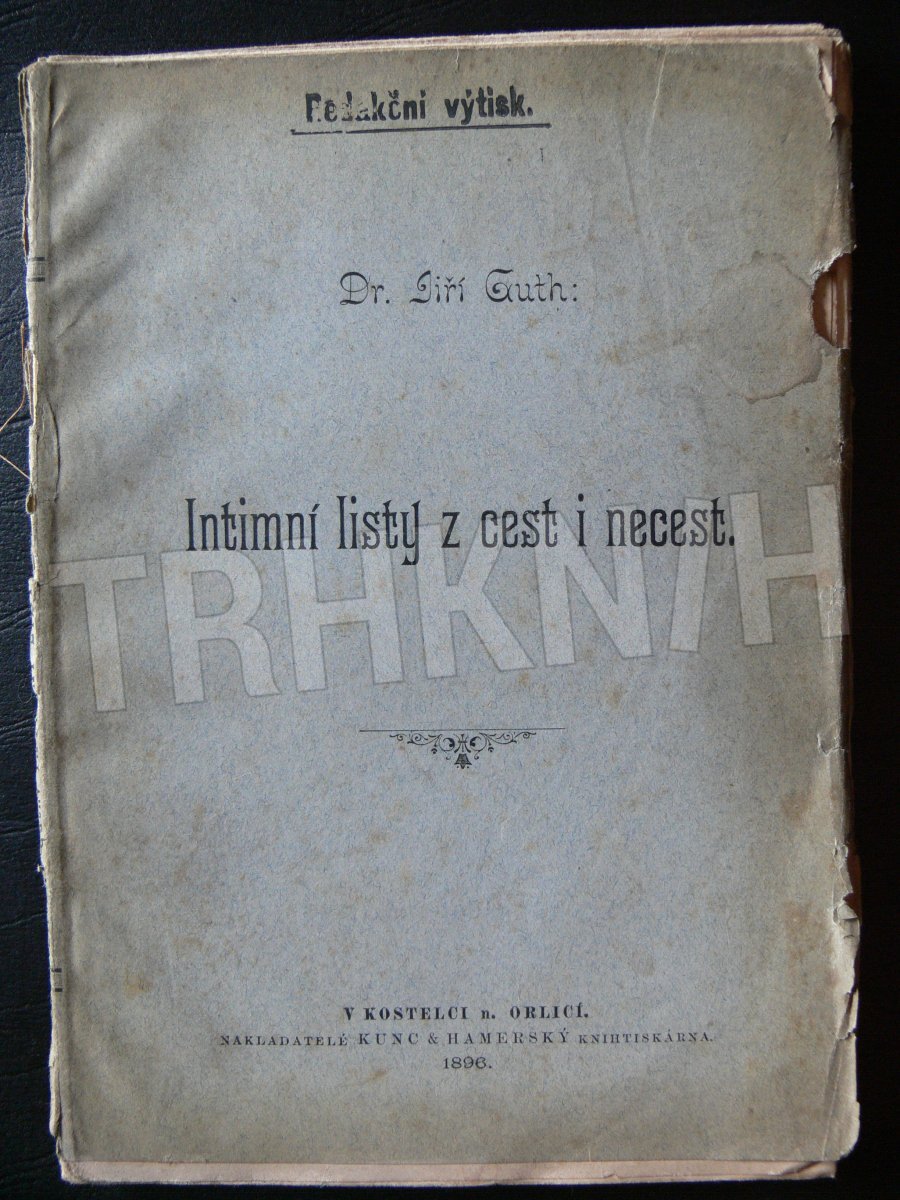 Redakční výtisk.
Dr. Jiří Guth:
Intimní listy z cest i necest.
TRHKNIH
V KOSTELCI n. ORLICÍ.
NAKLADATELÉ KUNC & HAMERSKÝ KNIHTISKÁRNA.
1896.